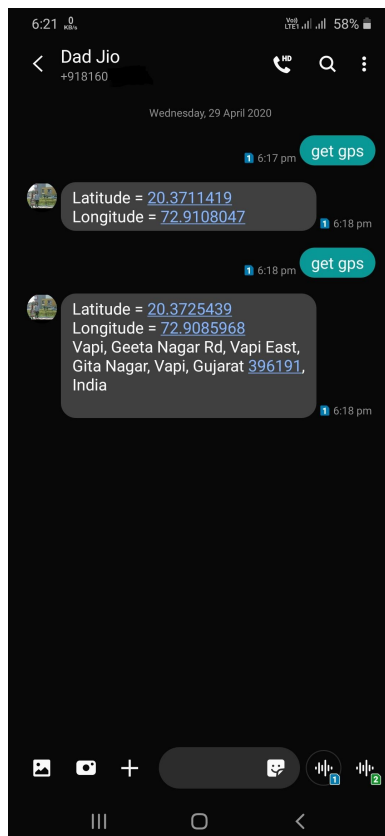 6:21 0 KB/s Vo)) LTE1 58%
Dad Jio
+918160
Wednesday, 29 April 2020
1 6:17 pm get gps
Latitude = 20.3711419
Longitude = 72.9108047
1 6:18 pm
1 6:18 pm get gps
Latitude = 20.3725439
Longitude = 72.9085968
Vapi, Geeta Nagar Rd, Vapi East,
Gita Nagar, Vapi, Gujarat 396191,
India
1 6:18 pm
HD
1 2